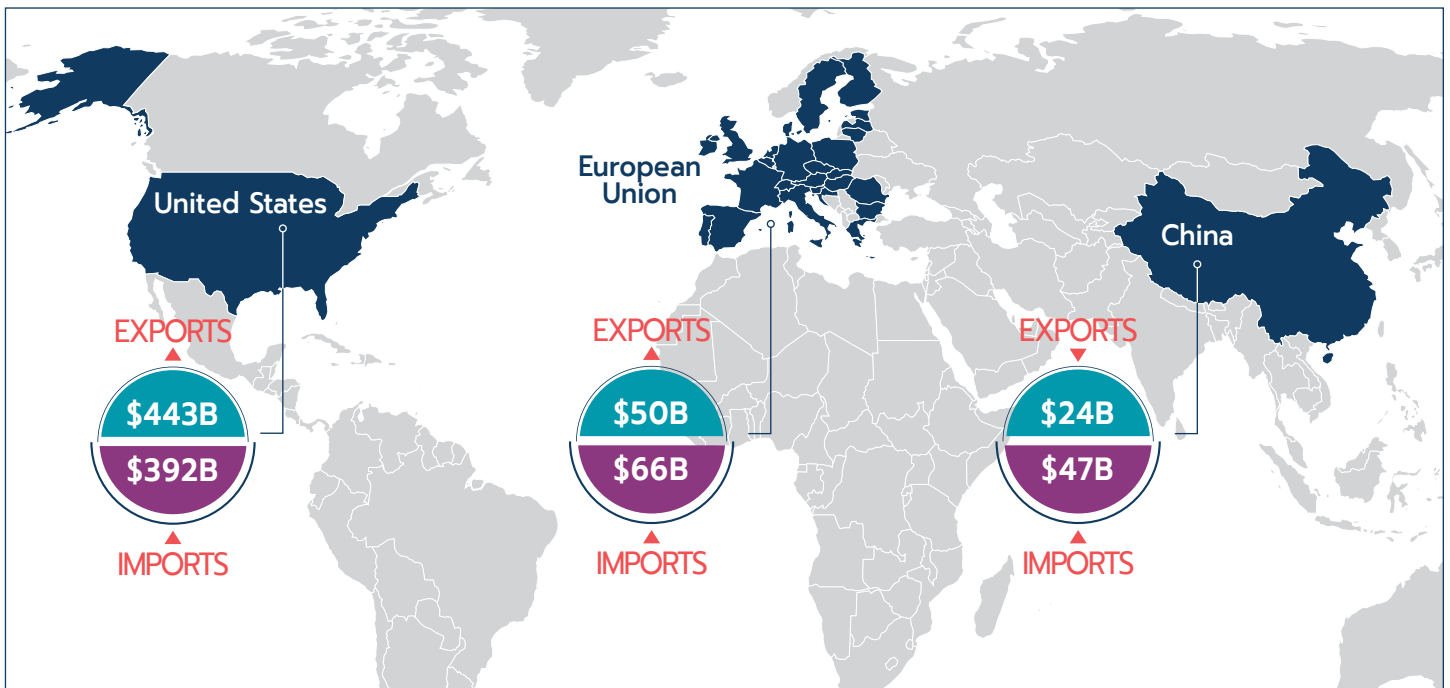 United States
EXPORTS
$443B
$392B
IMPORTS
European
Union
EXPORTS
$50B
$66B
IMPORTS
China
EXPORTS
$24B
$47B
IMPORTS